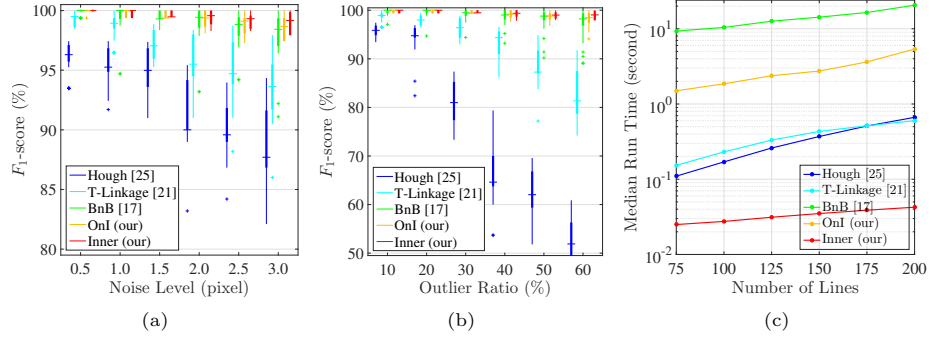 F1-score (%)
100
95
90
85
80
Hough [25]
T-Linkage [21]
BnB [17]
OnI (our)
Inner (our)
0.5 1.0 1.5 2.0 2.5 3.0
Noise Level (pixel)
(a)
F1-score (%)
100
90
80
70
60
50
Hough [25]
T-Linkage [21]
BnB [17]
OnI (our)
Inner (our)
10 20 30 40 50 60
Outlier Ratio (%)
(b)
Median Run Time (second)
10^1
10^0
10^-1
10^-2
Hough [25]
T-Linkage [21]
BnB [17]
OnI (our)
Inner (our)
75 100 125 150 175 200
Number of Lines
(c)